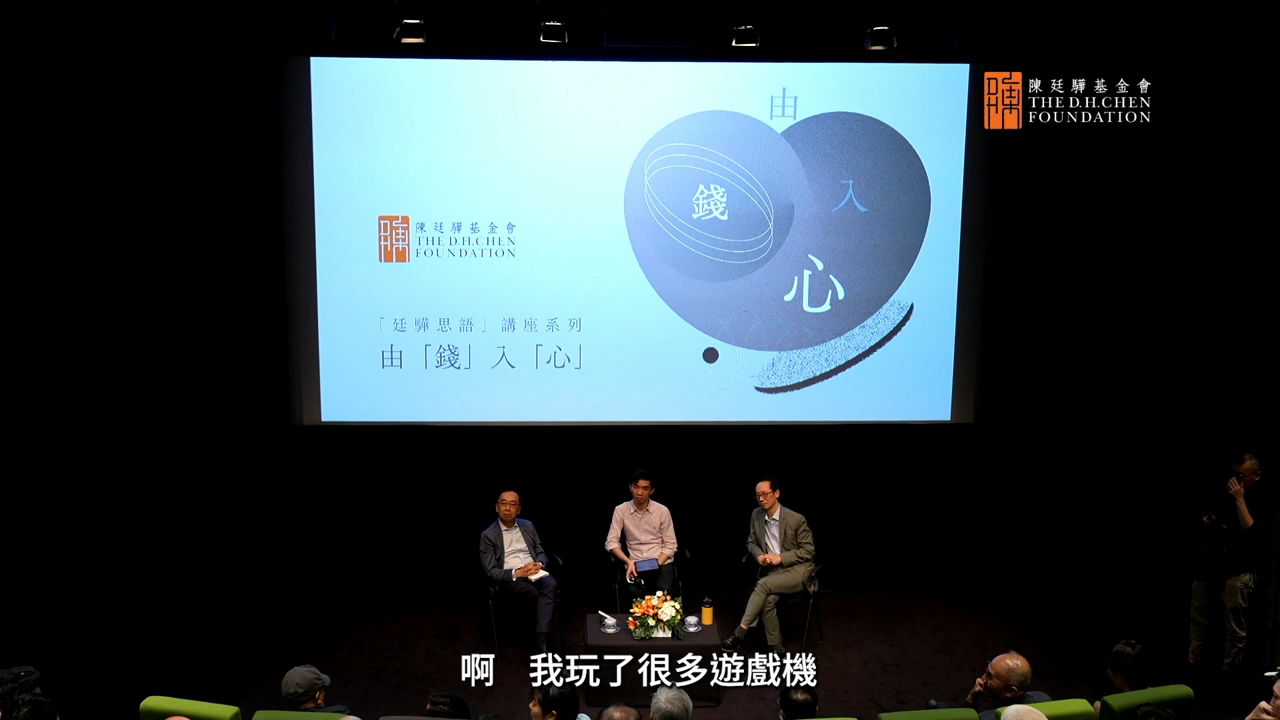 由
錢
入
心
陳廷驊基金會
THE D.H.CHEN
FOUNDATION
「廷驊思語」講座系列
由「錢」入「心」
陳廷驊基金會
THE D.H.CHEN
FOUNDATION
啊 我玩了很多遊戲機